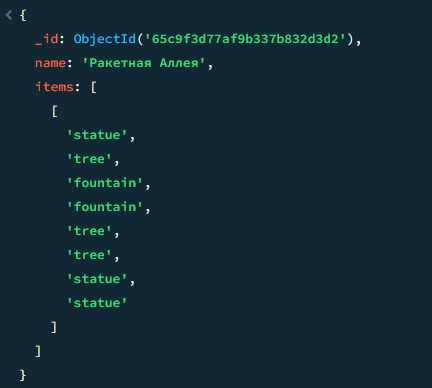 {
_id: ObjectId('65c9f3d77af9b337b832d3d2'),
name: 'Ракетная Аллея',
items: [
[
'statue',
'tree',
'fountain',
'fountain',
'tree',
'tree',
'statue',
'statue'
]
]
}